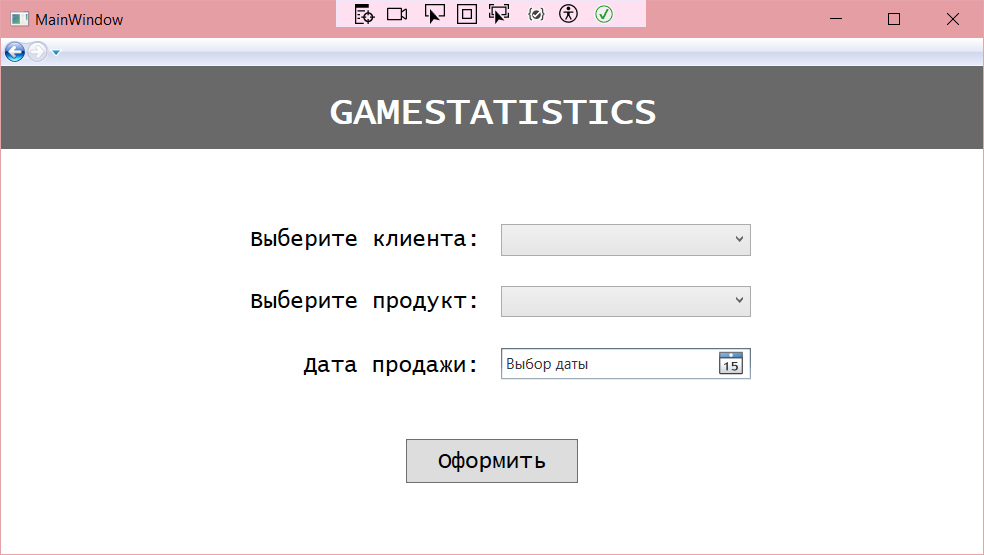 MainWindow
GAMESTATISTICS
Выберите клиента:
Выберите продукт:
Дата продажи: Выбор даты 15
Оформить